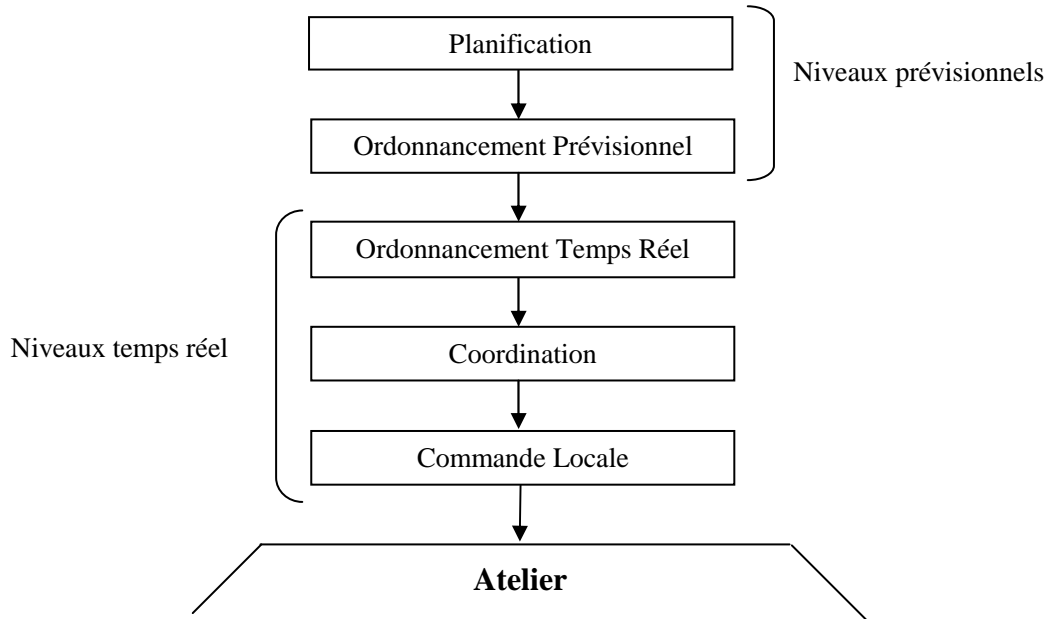 Planification
Niveaux prévisionnels
Ordonnancement Prévisionnel
Ordonnancement Temps Réel
Niveaux temps réel
Coordination
Commande Locale
Atelier